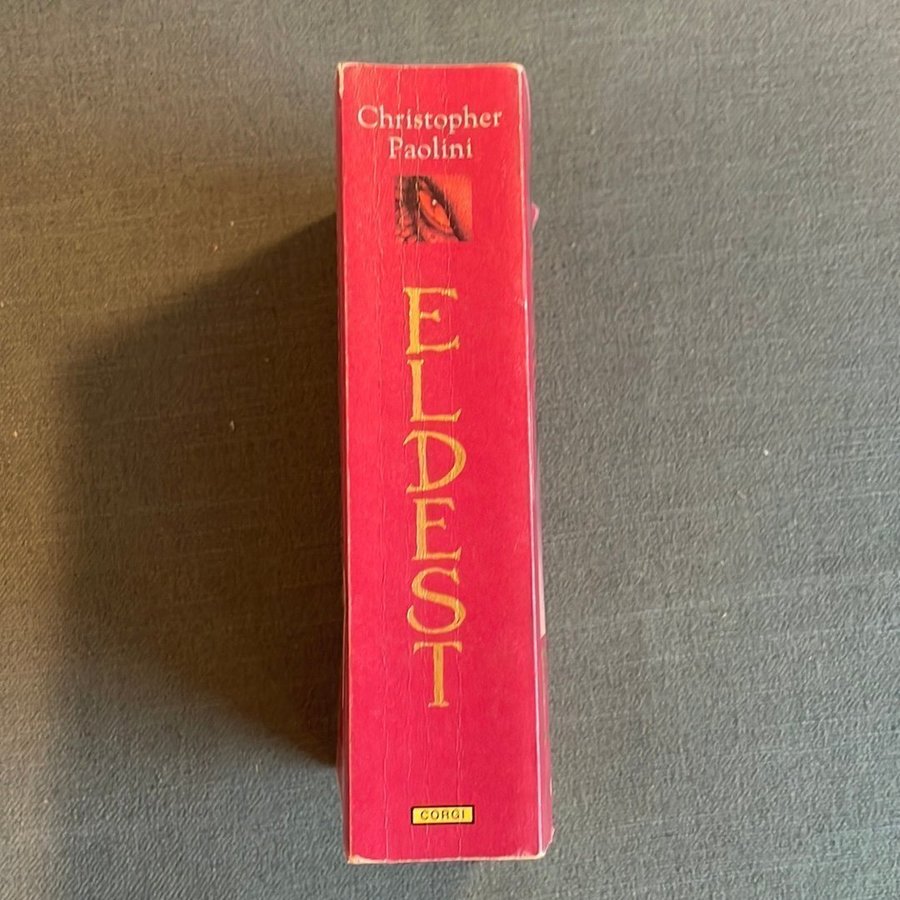 Christopher
Paolini
ELDEST
CORGI